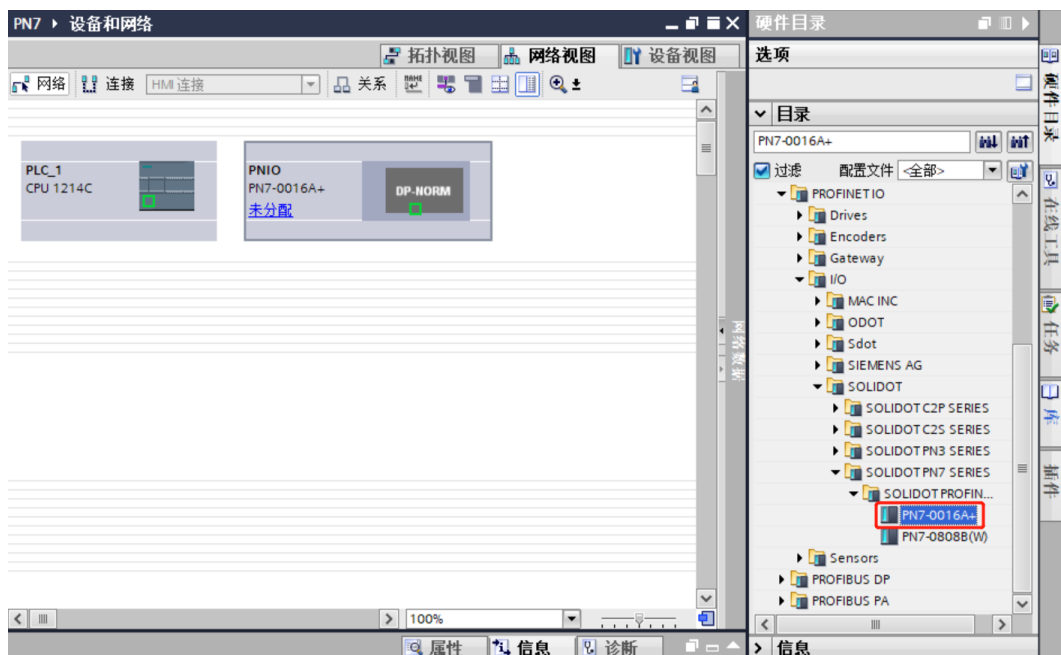 PN7 ▸ 设备和网络
拓扑视图 网络视图 设备视图
网络 连接 HMI 连接 关系
PLC_1
CPU 1214C
PNIO
PN7-0016A+
未分配
DP-NORM
网络数据
100%
属性 信息 诊断
硬件目录
选项
目录
PN7-0016A+
过滤 配置文件 <全部>
PROFINET IO
Drives
Encoders
Gateway
I/O
MAC INC
ODOT
Sdot
SIEMENS AG
SOLIDOT
SOLIDOT C2P SERIES
SOLIDOT C2S SERIES
SOLIDOT PN3 SERIES
SOLIDOT PN7 SERIES
SOLIDOT PROFIN...
PN7-0016A+
PN7-0808B(W)
Sensors
PROFIBUS DP
PROFIBUS PA
信息
硬件目录
在线工具
任务
库
插件